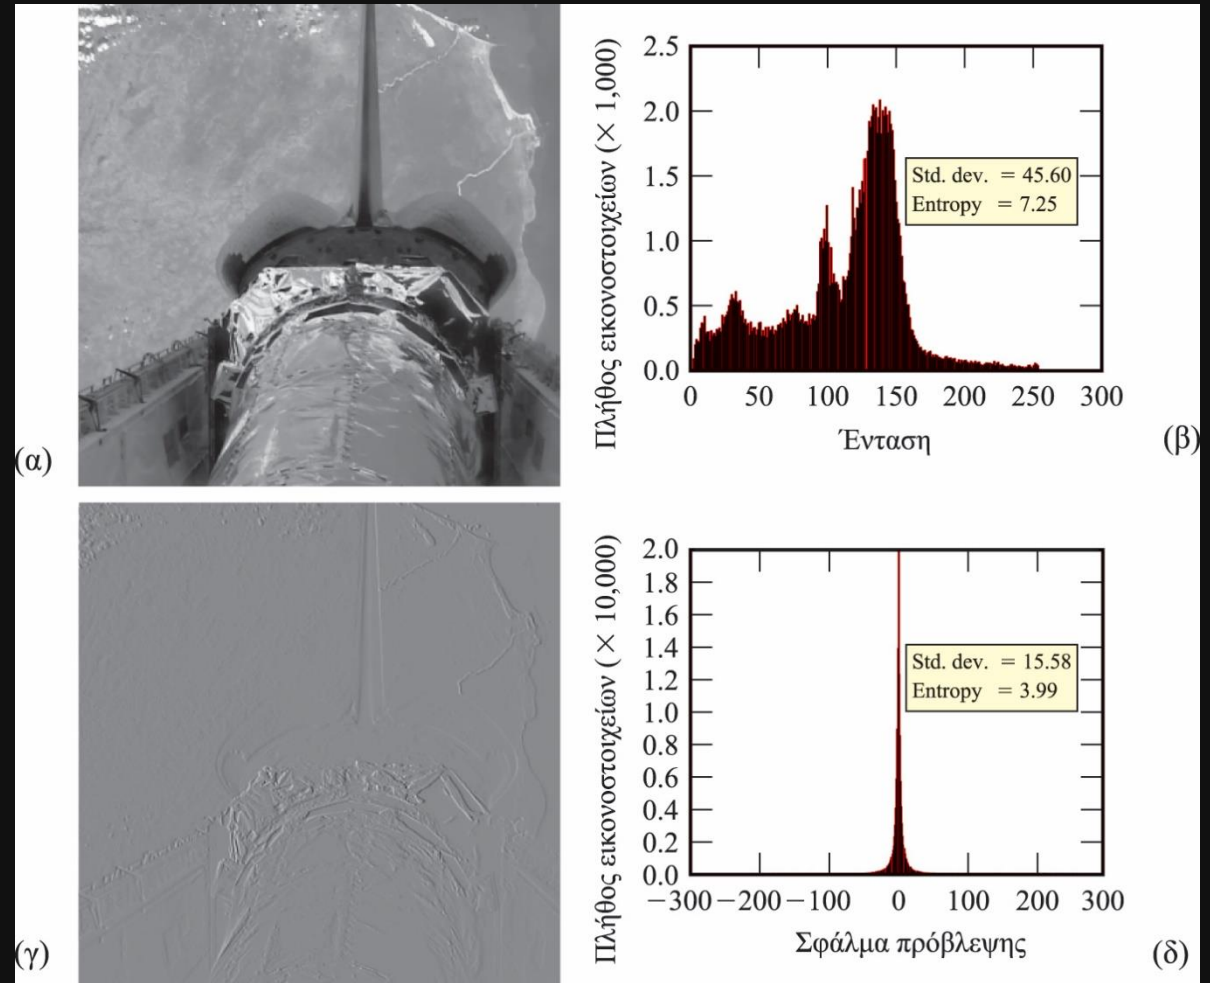 (α)
Πλήθος εικονοστοιχείων (× 1,000)
2.5
2.0
1.5
1.0
0.5
0.0
0 50 100 150 200 250 300
Ένταση
Std. dev. = 45.60
Entropy = 7.25
(β)
(γ)
Πλήθος εικονοστοιχείων (× 10,000)
2.0
1.8
1.6
1.4
1.2
1.0
0.8
0.6
0.4
0.2
0.0
−300 −200 −100 0 100 200 300
Σφάλμα πρόβλεψης
Std. dev. = 15.58
Entropy = 3.99
(δ)